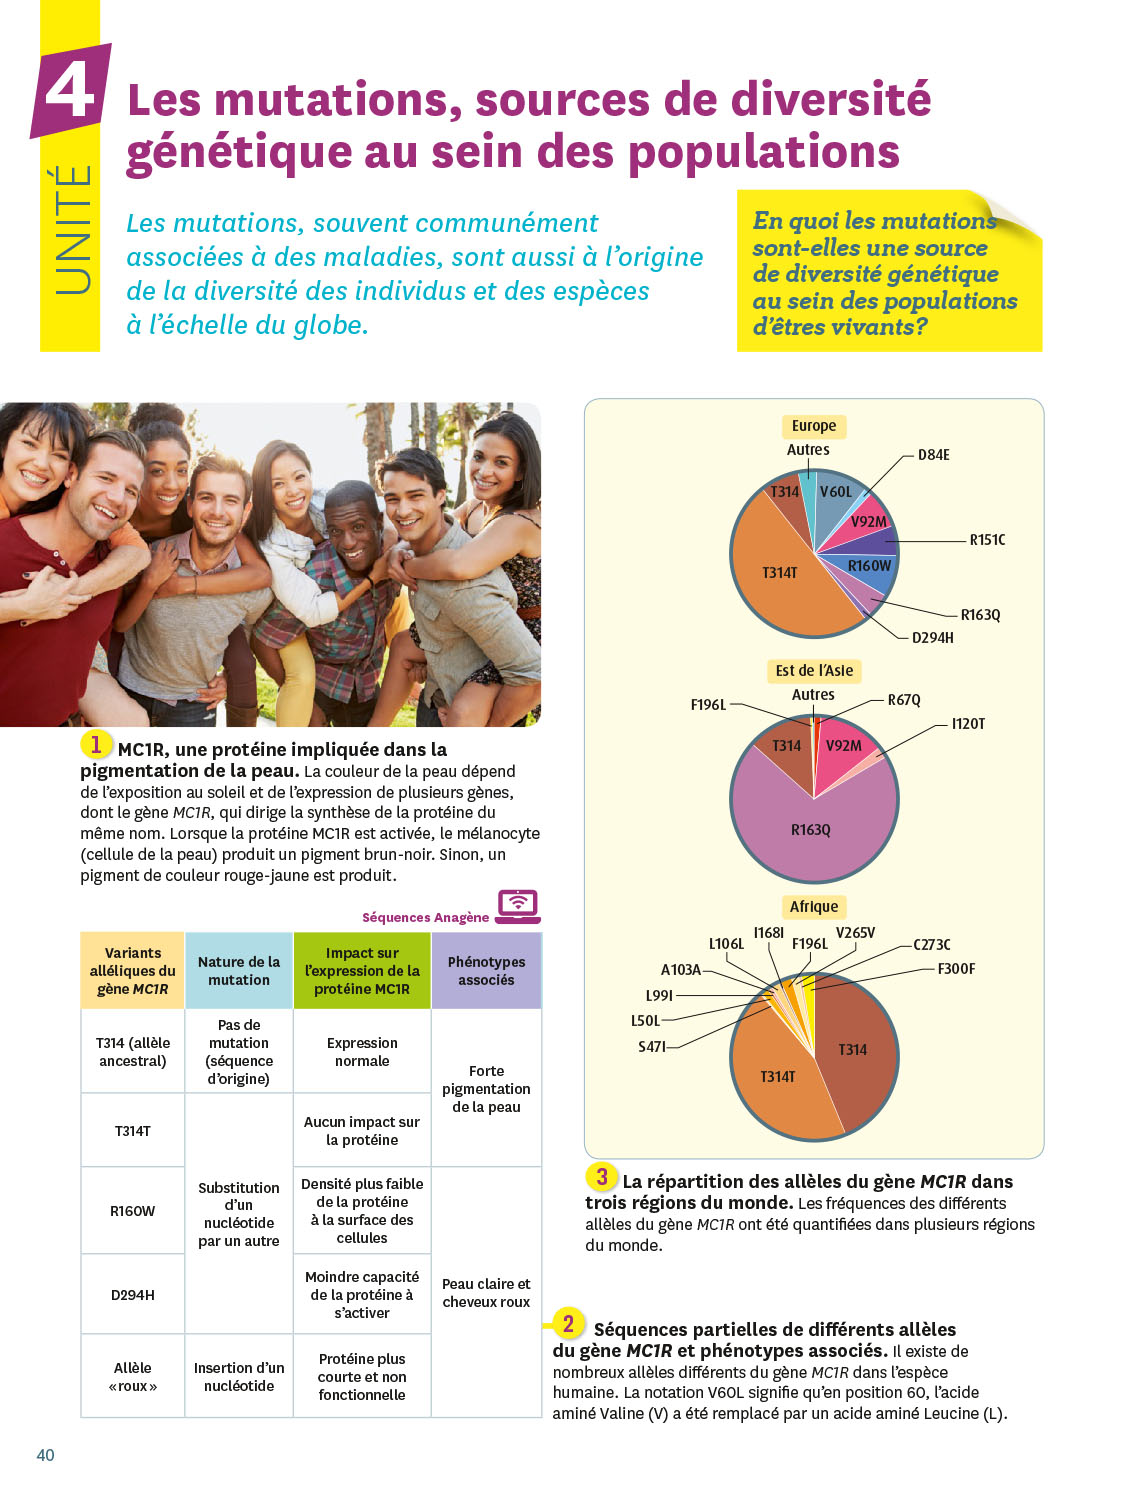 4
UNITÉ
Les mutations, sources de diversité
génétique au sein des populations
Les mutations, souvent communément
associées à des maladies, sont aussi à l'origine
de la diversité des individus et des espèces
à l'échelle du globe.
En quoi les mutations
sont-elles une source
de diversité génétique
au sein des populations
d'êtres vivants?
1 MC1R, une protéine impliquée dans la
pigmentation de la peau. La couleur de la peau dépend
de l'exposition au soleil et de l'expression de plusieurs gènes,
dont le gène MC1R, qui dirige la synthèse de la protéine du
même nom. Lorsque la protéine MC1R est activée, le mélanocyte
(cellule de la peau) produit un pigment brun-noir. Sinon, un
pigment de couleur rouge-jaune est produit.
Séquences Anagène
Variants
alléliques du
gène MC1R
Nature de la
mutation
Impact sur
l'expression de la
protéine MC1R
Phénotypes
associés
T314 (allèle
ancestral)
Pas de
mutation
(séquence
d'origine)
Expression
normale
Forte
pigmentation
de la peau
T314T
Aucun impact sur
la protéine
Substitution
d'un
nucléotide
par un autre
R160W
Densité plus faible
de la protéine
à la surface des
cellules
D294H
Moindre capacité
de la protéine à
s'activer
Peau claire et
cheveux roux
Allèle
«roux»
Insertion d'un
nucléotide
Protéine plus
courte et non
fonctionnelle
Europe
Autres
D84E
T314
V60L
V92M
R151C
T314T
R160W
R163Q
D294H
Est de l'Asie
Autres
F196L
R67Q
I120T
T314
V92M
R163Q
Afrique
I168I
V265V
L106L
F196L
C273C
A103A
F300F
L99I
L50L
S47I
T314
T314T
3 La répartition des allèles du gène MC1R dans
trois régions du monde. Les fréquences des différents
allèles du gène MC1R ont été quantifiées dans plusieurs régions
du monde.
2 Séquences partielles de différents allèles
du gène MC1R et phénotypes associés. Il existe de
nombreux allèles différents du gène MC1R dans l'espèce
humaine. La notation V60L signifie qu'en position 60, l'acide
aminé Valine (V) a été remplacé par un acide aminé Leucine (L).
40